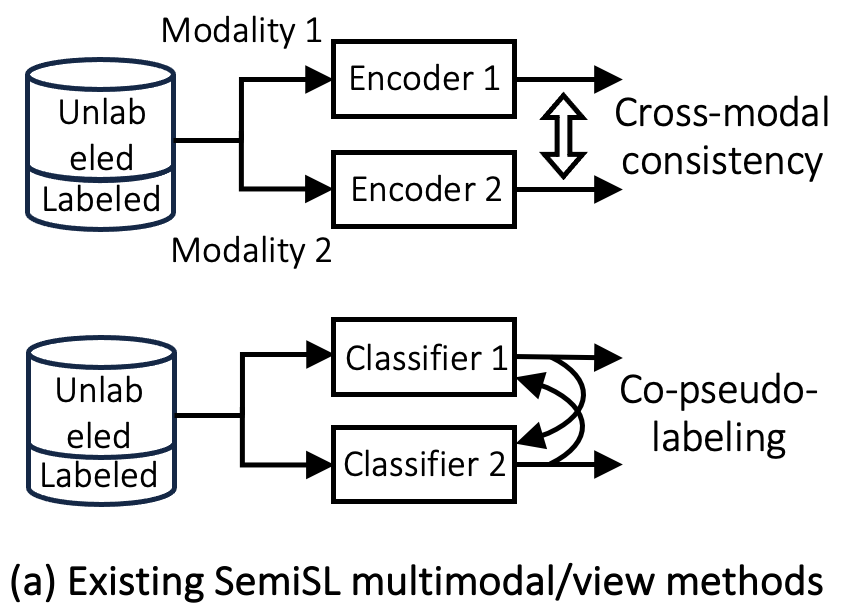 Modality 1
Unlab
eled
Labeled
Encoder 1
Encoder 2
Cross-modal
consistency
Modality 2
Unlab
eled
Labeled
Classifier 1
Classifier 2
Co-pseudo-
labeling
(a) Existing SemiSL multimodal/view methods